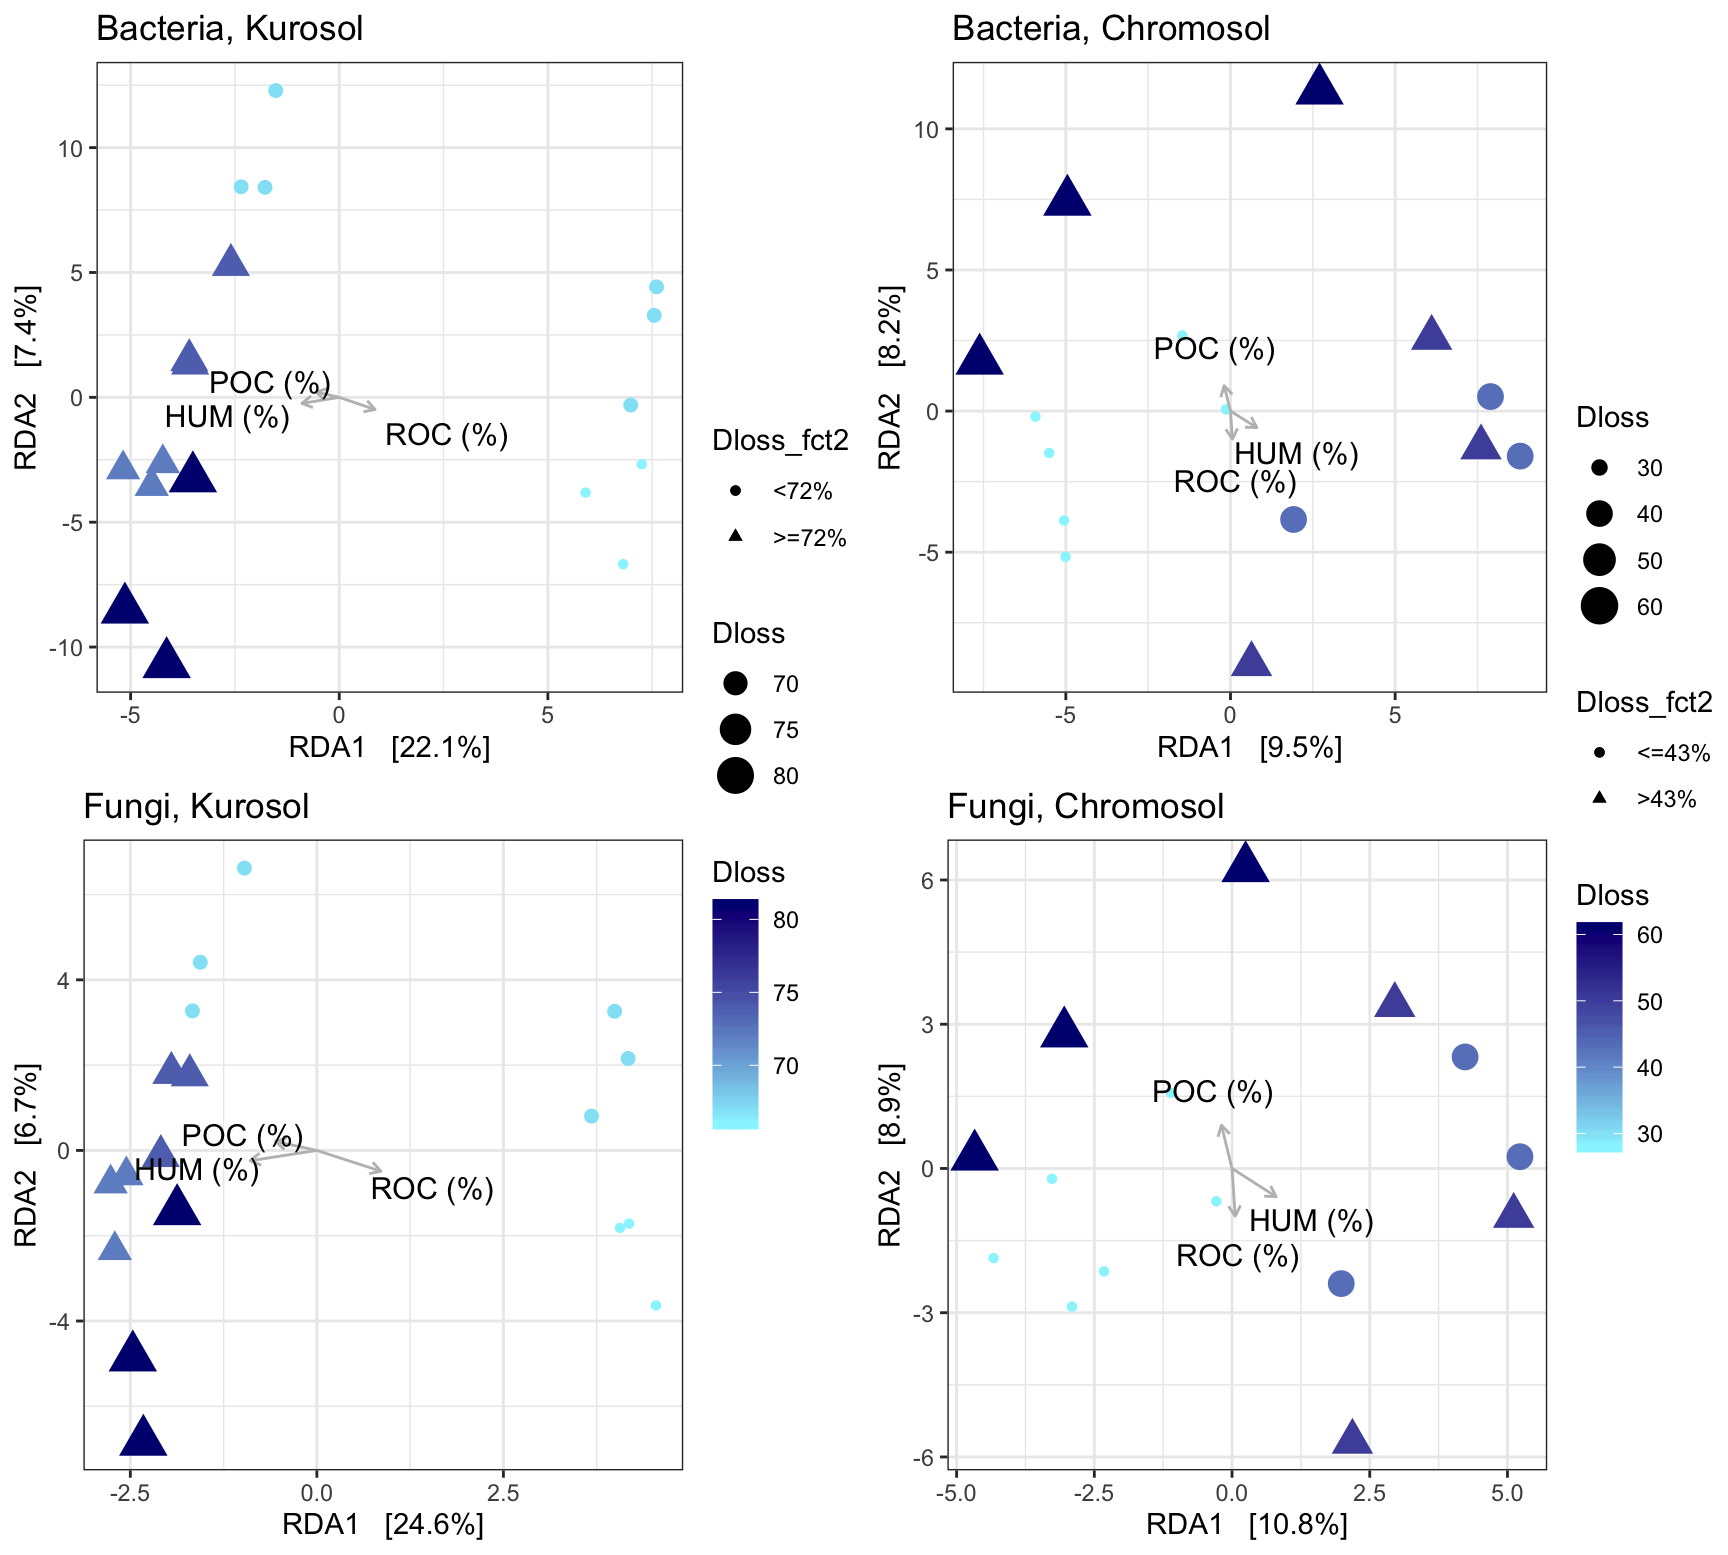 Bacteria, Kurosol
10
5
0
-5
-10
RDA2 [7.4%]
POC (%)
HUM (%)
ROC (%)
-5 0 5
RDA1 [22.1%]
Dloss_fct2
<72%
>=72%
Dloss
70
75
80
Bacteria, Chromosol
10
5
0
-5
RDA2 [8.2%]
POC (%)
HUM (%)
ROC (%)
-5 0 5
RDA1 [9.5%]
Dloss
30
40
50
60
Dloss_fct2
<=43%
>43%
Fungi, Kurosol
4
0
-4
RDA2 [6.7%]
POC (%)
HUM (%)
ROC (%)
-2.5 0.0 2.5
RDA1 [24.6%]
Dloss
80
75
70
Fungi, Chromosol
6
3
0
-3
-6
RDA2 [8.9%]
POC (%)
HUM (%)
ROC (%)
-5.0 -2.5 0.0 2.5 5.0
RDA1 [10.8%]
Dloss
60
50
40
30